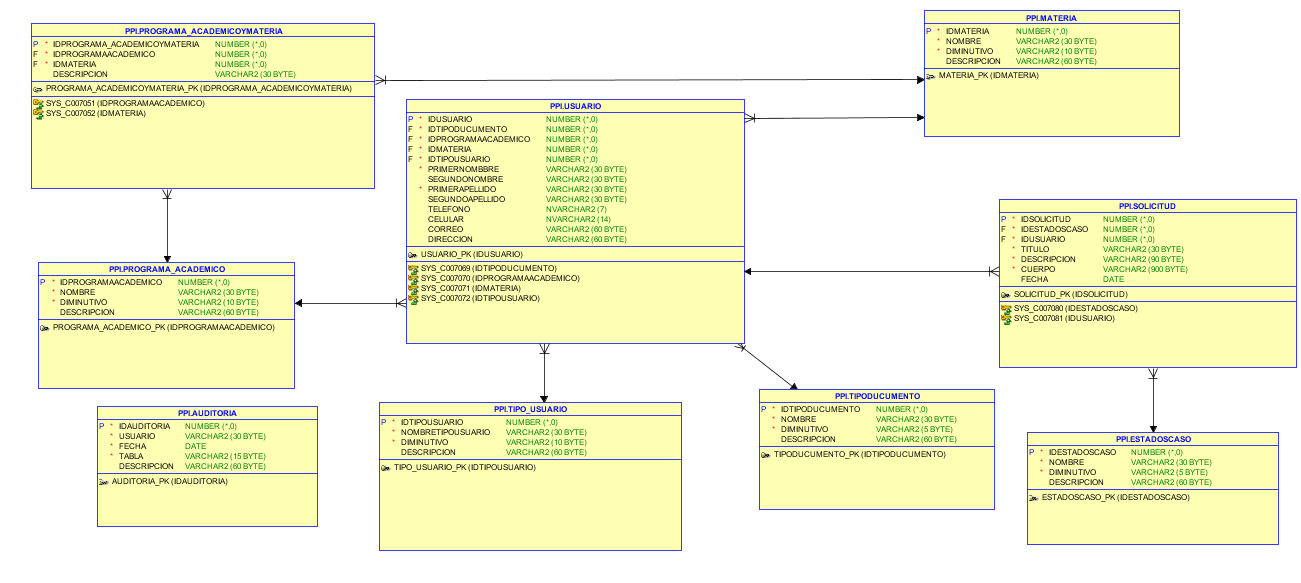 PPI.PROGRAMA_ACADEMICOYMATERIA
P * IDPROGRAMA_ACADEMICOYMATERIA NUMBER (*,0)
F * IDPROGRAMAACADEMICO NUMBER (*,0)
F * IDMATERIA NUMBER (*,0)
DESCRIPCION VARCHAR2 (30 BYTE)
PROGRAMA_ACADEMICOYMATERIA_PK (IDPROGRAMA_ACADEMICOYMATERIA)
SYS_C007051 (IDPROGRAMAACADEMICO)
SYS_C007052 (IDMATERIA)
PPI.MATERIA
P * IDMATERIA NUMBER (*,0)
* NOMBRE VARCHAR2 (30 BYTE)
* DIMINUTIVO VARCHAR2 (10 BYTE)
DESCRIPCION VARCHAR2 (60 BYTE)
MATERIA_PK (IDMATERIA)
PPI.USUARIO
P * IDUSUARIO NUMBER (*,0)
F * IDTIPODUCUMENTO NUMBER (*,0)
F * IDPROGRAMAACADEMICO NUMBER (*,0)
F * IDMATERIA NUMBER (*,0)
F * IDTIPOUSUARIO NUMBER (*,0)
* PRIMERNOMBBRE VARCHAR2 (30 BYTE)
SEGUNDONOMBRE VARCHAR2 (30 BYTE)
* PRIMERAPELLIDO VARCHAR2 (30 BYTE)
SEGUNDOAPELLIDO VARCHAR2 (30 BYTE)
TELEFONO NVARCHAR2 (7)
CELULAR NVARCHAR2 (14)
CORREO VARCHAR2 (60 BYTE)
DIRECCION VARCHAR2 (60 BYTE)
USUARIO_PK (IDUSUARIO)
SYS_C007069 (IDTIPODUCUMENTO)
SYS_C007070 (IDPROGRAMAACADEMICO)
SYS_C007071 (IDMATERIA)
SYS_C007072 (IDTIPOUSUARIO)
PPI.SOLICITUD
P * IDSOLICITUD NUMBER (*,0)
F * IDESTADOSCASO NUMBER (*,0)
F * IDUSUARIO NUMBER (*,0)
* TITULO VARCHAR2 (30 BYTE)
* DESCRIPCION VARCHAR2 (90 BYTE)
* CUERPO VARCHAR2 (900 BYTE)
FECHA DATE
SOLICITUD_PK (IDSOLICITUD)
SYS_C007080 (IDESTADOSCASO)
SYS_C007081 (IDUSUARIO)
PPI.PROGRAMA_ACADEMICO
P * IDPROGRAMAACADEMICO NUMBER (*,0)
* NOMBRE VARCHAR2 (30 BYTE)
* DIMINUTIVO VARCHAR2 (10 BYTE)
DESCRIPCION VARCHAR2 (60 BYTE)
PROGRAMA_ACADEMICO_PK (IDPROGRAMAACADEMICO)
PPI.AUDITORIA
P * IDAUDITORIA NUMBER (*,0)
* USUARIO VARCHAR2 (30 BYTE)
* FECHA DATE
* TABLA VARCHAR2 (15 BYTE)
DESCRIPCION VARCHAR2 (60 BYTE)
AUDITORIA_PK (IDAUDITORIA)
PPI.TIPO_USUARIO
P * IDTIPOUSUARIO NUMBER (*,0)
* NOMBRETIPOUSUARIO VARCHAR2 (30 BYTE)
* DIMINUTIVO VARCHAR2 (10 BYTE)
DESCRIPCION VARCHAR2 (60 BYTE)
TIPO_USUARIO_PK (IDTIPOUSUARIO)
PPI.TIPODUCUMENTO
P * IDTIPODUCUMENTO NUMBER (*,0)
* NOMBRE VARCHAR2 (30 BYTE)
* DIMINUTIVO VARCHAR2 (5 BYTE)
DESCRIPCION VARCHAR2 (60 BYTE)
TIPODUCUMENTO_PK (IDTIPODUCUMENTO)
PPI.ESTADOSCASO
P * IDESTADOSCASO NUMBER (*,0)
* NOMBRE VARCHAR2 (30 BYTE)
* DIMINUTIVO VARCHAR2 (5 BYTE)
DESCRIPCION VARCHAR2 (60 BYTE)
ESTADOSCASO_PK (IDESTADOSCASO)